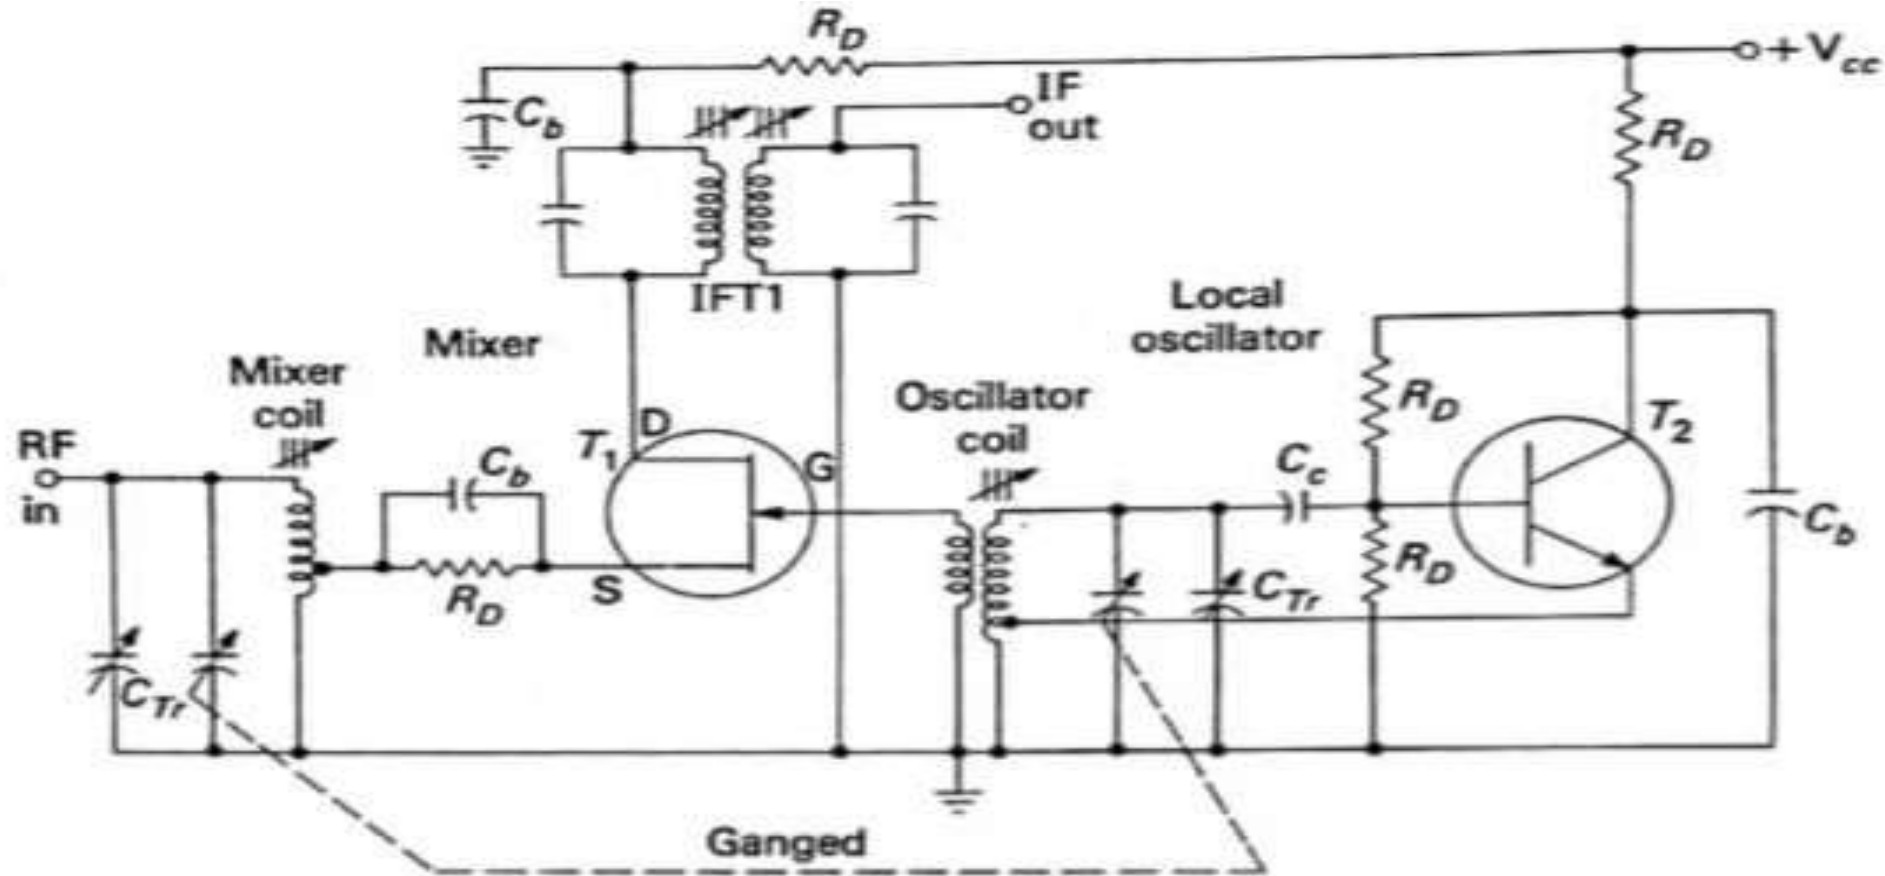 R_D
+ V_cc
C_b
IF
out
R_D
IFT1
Local
oscillator
Mixer
Mixer
coil
Oscillator
coil
R_D
T_2
RF
in
T_1
D
G
C_b
C_c
S
R_D
R_D
C_b
C_Tr
C_Tr
Ganged